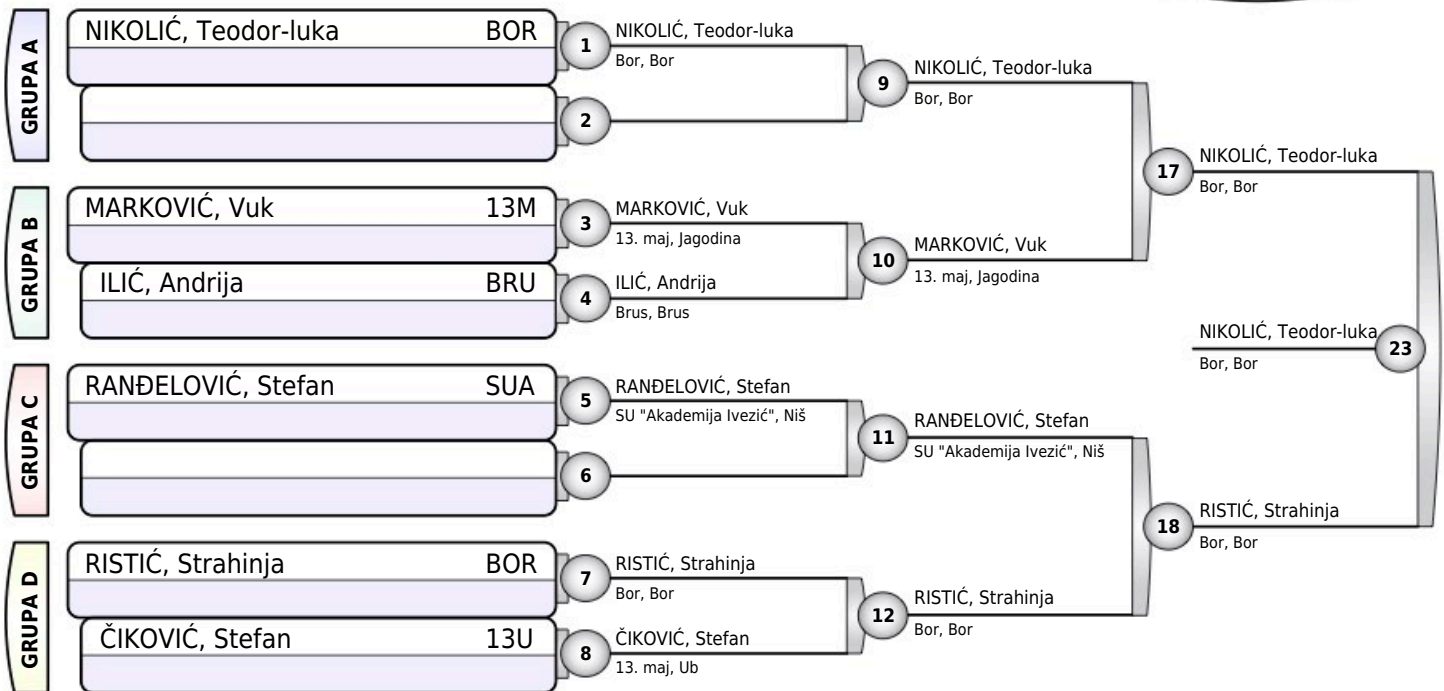 GRUPA A
NIKOLIĆ, Teodor-luka BOR
1
2
GRUPA B
MARKOVIĆ, Vuk 13M
ILIĆ, Andrija BRU
3
4
GRUPA C
RANĐELOVIĆ, Stefan SUA
5
6
GRUPA D
RISTIĆ, Strahinja BOR
ČIKOVIĆ, Stefan 13U
7
8
NIKOLIĆ, Teodor-luka
Bor, Bor
MARKOVIĆ, Vuk
13. maj, Jagodina
ILIĆ, Andrija
Brus, Brus
RANĐELOVIĆ, Stefan
SU "Akademija Ivezić", Niš
RISTIĆ, Strahinja
Bor, Bor
ČIKOVIĆ, Stefan
13. maj, Ub
9
NIKOLIĆ, Teodor-luka
Bor, Bor
10
MARKOVIĆ, Vuk
13. maj, Jagodina
11
RANĐELOVIĆ, Stefan
SU "Akademija Ivezić", Niš
12
RISTIĆ, Strahinja
Bor, Bor
17
NIKOLIĆ, Teodor-luka
Bor, Bor
18
RISTIĆ, Strahinja
Bor, Bor
NIKOLIĆ, Teodor-luka
Bor, Bor
23